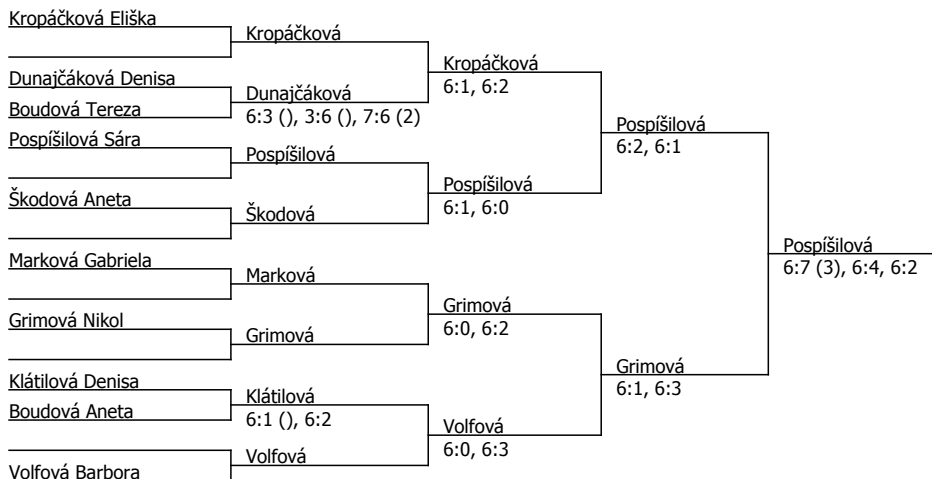 Kropáčková Eliška
Kropáčková
Kropáčková
6:1, 6:2
Dunajčáková Denisa
Dunajčáková
6:3 (), 3:6 (), 7:6 (2)
Boudová Tereza
Pospíšilová
6:2, 6:1
Pospíšilová Sára
Pospíšilová
Pospíšilová
6:1, 6:0
Škodová Aneta
Škodová
Pospíšilová
6:7 (3), 6:4, 6:2
Marková Gabriela
Marková
Grimová
6:0, 6:2
Grimová Nikol
Grimová
Grimová
6:1, 6:3
Klátilová Denisa
Klátilová
6:1 (), 6:2
Boudová Aneta
Volfová
6:0, 6:3
Volfová
Volfová Barbora